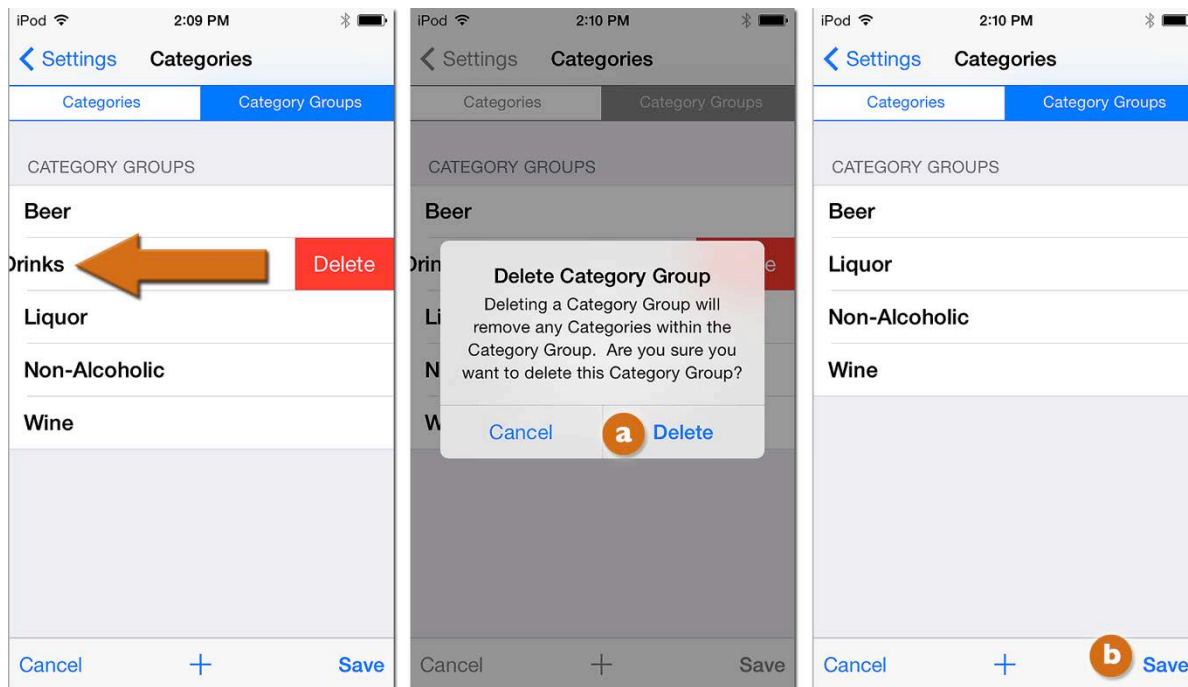 iPod 2:09 PM
Settings Categories
Categories Category Groups
CATEGORY GROUPS
Beer
Drinks Delete
Liquor
Non-Alcoholic
Wine
Cancel + Save
iPod 2:10 PM
Settings Categories
Categories Category Groups
CATEGORY GROUPS
Beer
Delete Category Group
Deleting a Category Group will
remove any Categories within the
Category Group. Are you sure you
want to delete this Category Group?
Cancel a Delete
Cancel + Save
iPod 2:10 PM
Settings Categories
Categories Category Groups
CATEGORY GROUPS
Beer
Liquor
Non-Alcoholic
Wine
Cancel + b Save